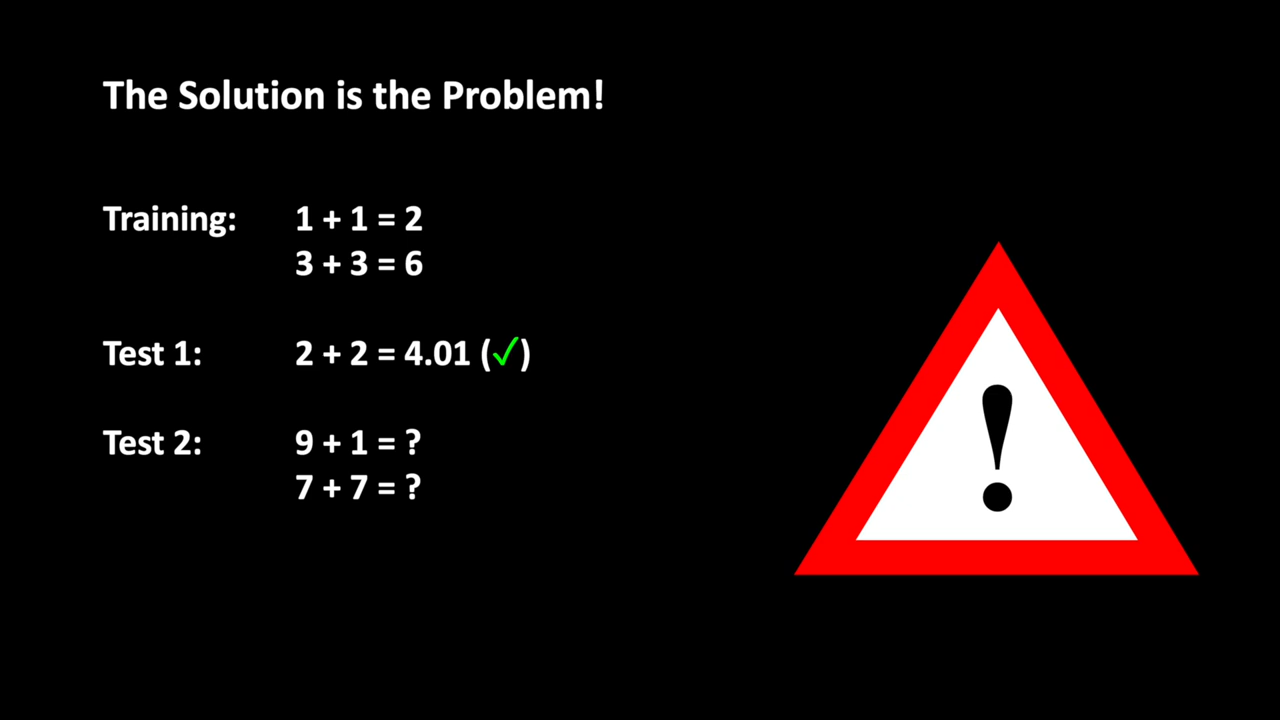 The Solution is the Problem!
Training: 1 + 1 = 2
3 + 3 = 6
Test 1: 2 + 2 = 4.01 (✓)
Test 2: 9 + 1 = ?
7 + 7 = ?
!